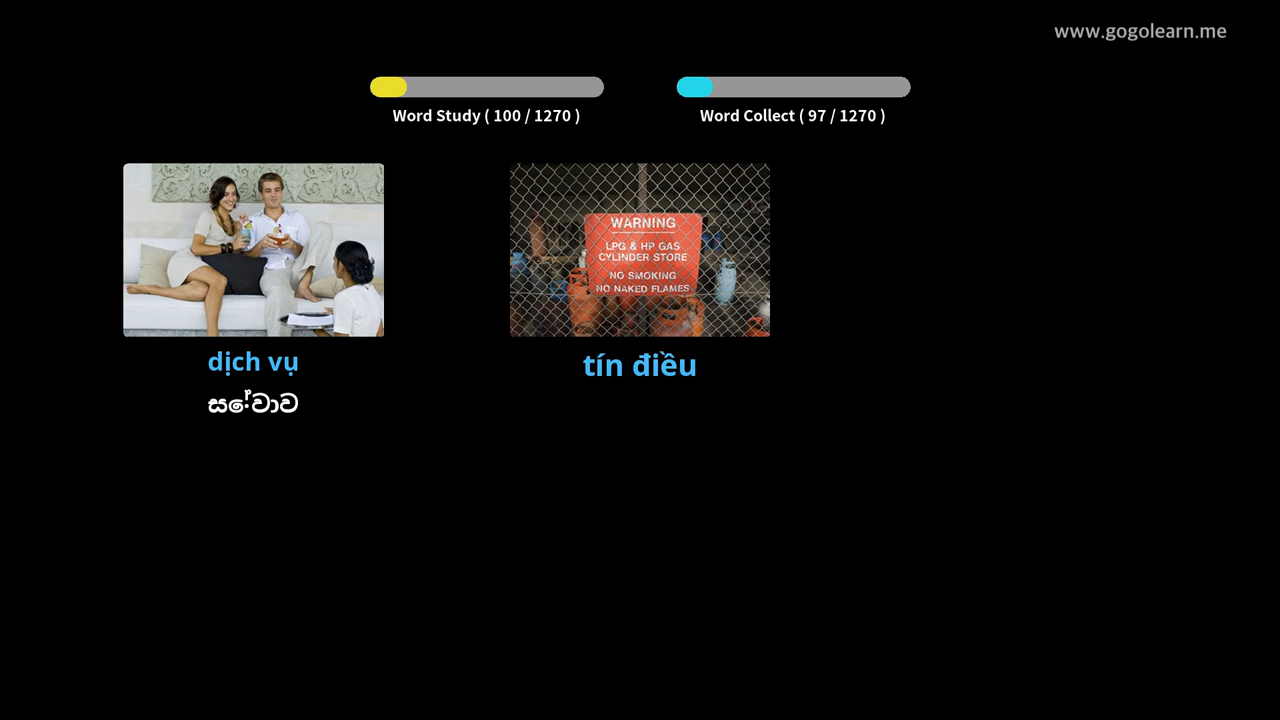 www.gogolearn.me
Word Study ( 100 / 1270 )
Word Collect ( 97 / 1270 )
WARNING
LPG & HP GAS
CYLINDER STORE
NO SMOKING
NO NAKED FLAMES
dịch vụ
tín điều
සේවාව